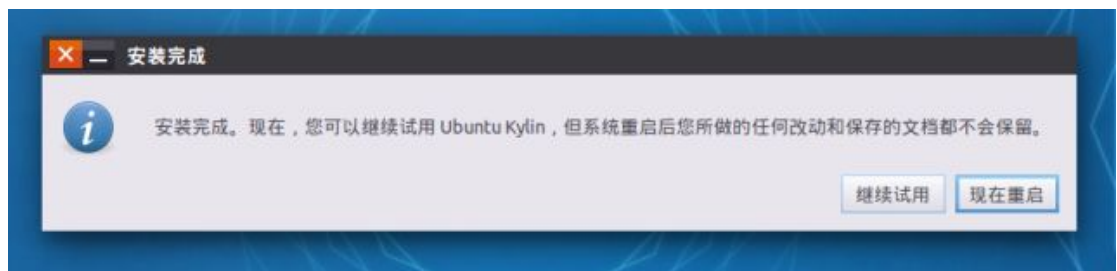 安装完成
安装完成。现在，您可以继续试用 Ubuntu Kylin，但系统重启后您所做的任何改动和保存的文档都不会保留。
继续试用 现在重启